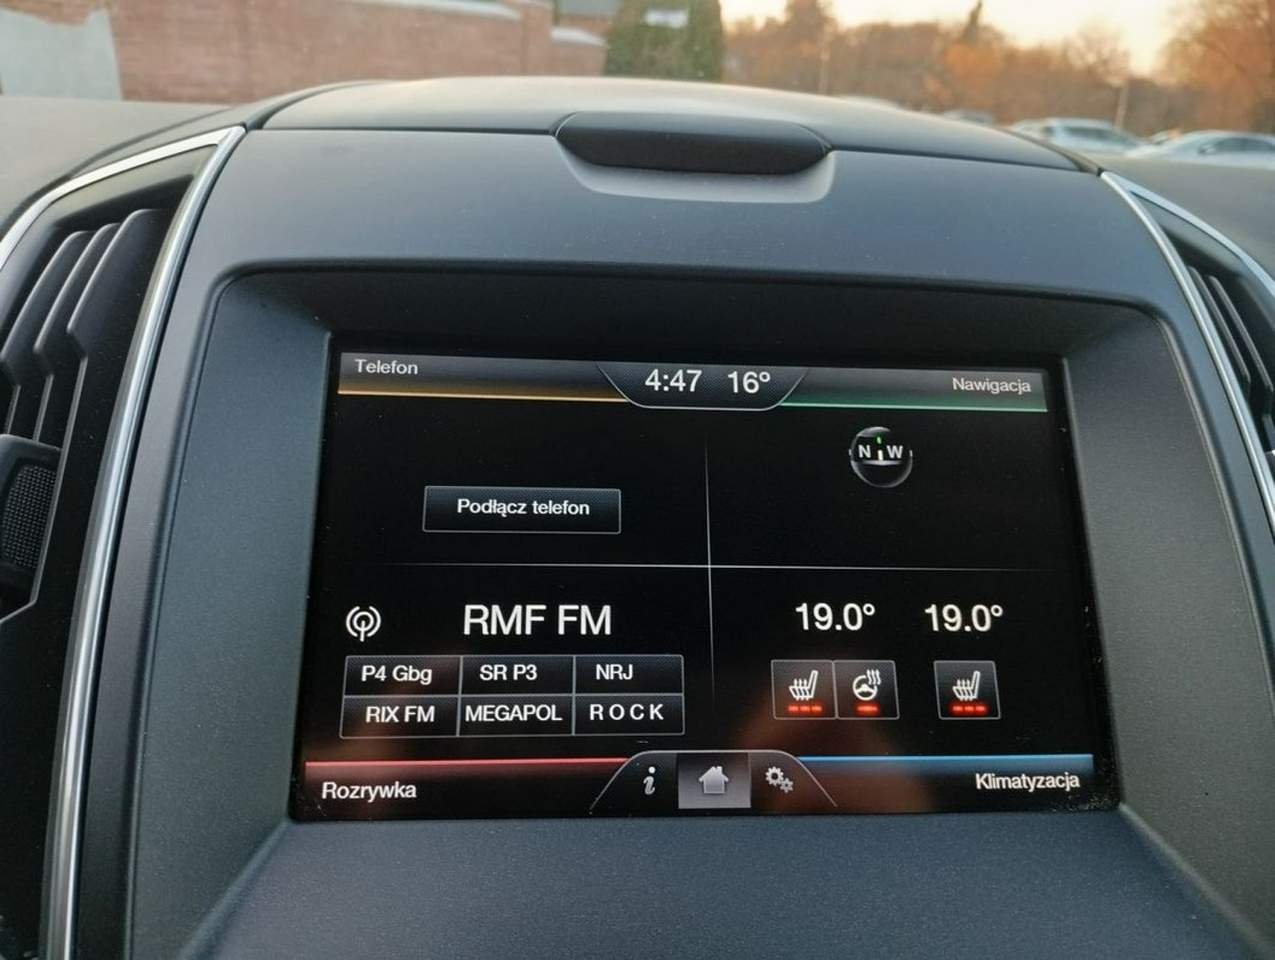 Telefon
4:47 16°
Nawigacja
N W
Podłącz telefon
RMF FM
19.0° 19.0°
P4 Gbg SR P3 NRJ
RIX FM MEGAPOL ROCK
Rozrywka
i
Klimatyzacja